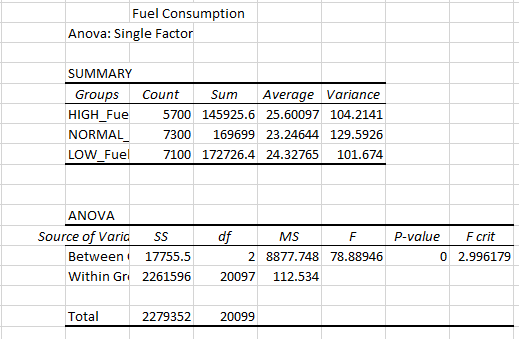 Fuel Consumption
Anova: Single Factor
SUMMARY
Groups Count Sum Average Variance
HIGH_Fue 5700 145925.6 25.60097 104.2141
NORMAL_ 7300 169699 23.24644 129.5926
LOW_Fuel 7100 172726.4 24.32765 101.674
ANOVA
Source of Varia SS df MS F P-value F crit
Between 17755.5 2 8877.748 78.88946 0 2.996179
Within Gr 2261596 20097 112.534
Total 2279352 20099